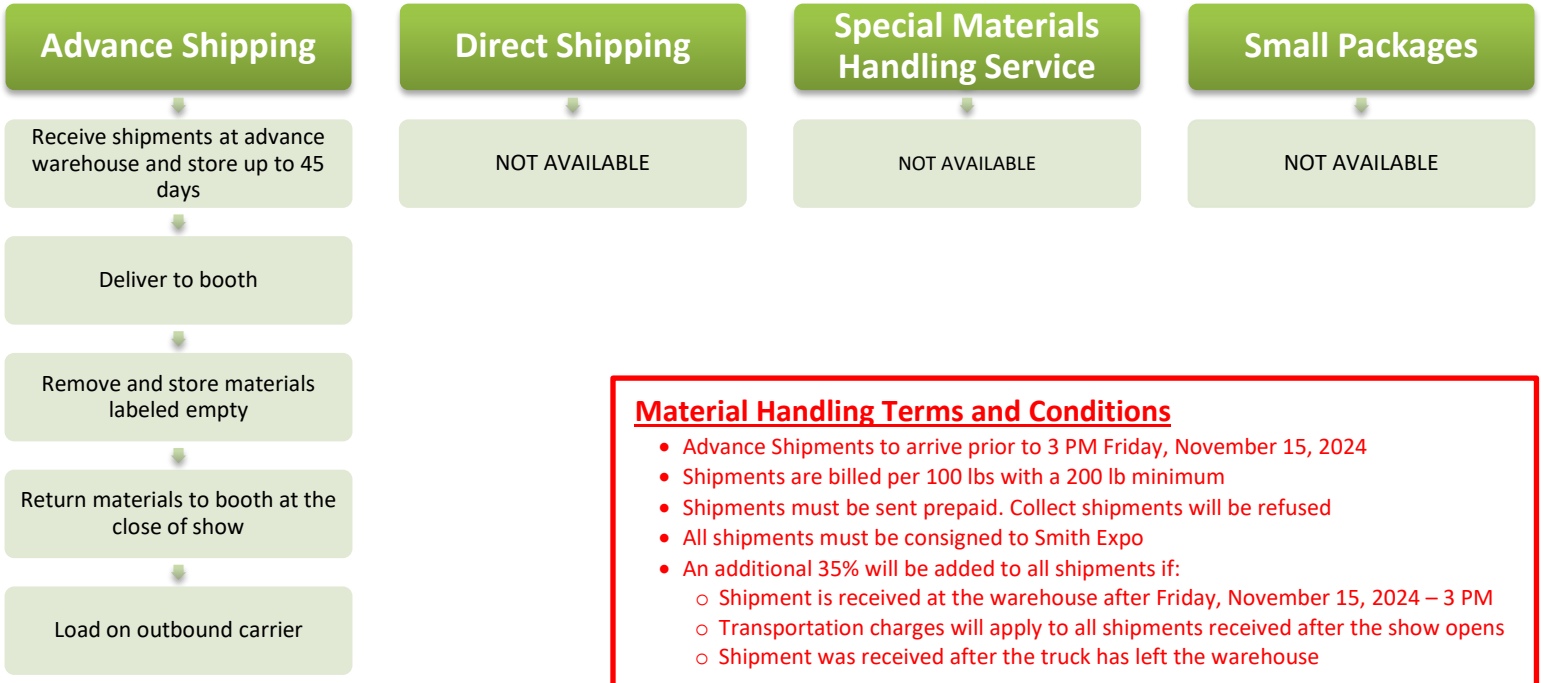 Advance Shipping
Receive shipments at advance
warehouse and store up to 45
days
Deliver to booth
Remove and store materials
labeled empty
Return materials to booth at the
close of show
Load on outbound carrier
Direct Shipping
NOT AVAILABLE
Special Materials
Handling Service
NOT AVAILABLE
Small Packages
NOT AVAILABLE
Material Handling Terms and Conditions
• Advance Shipments to arrive prior to 3 PM Friday, November 15, 2024
• Shipments are billed per 100 lbs with a 200 lb minimum
• Shipments must be sent prepaid. Collect shipments will be refused
• All shipments must be consigned to Smith Expo
• An additional 35% will be added to all shipments if:
o Shipment is received at the warehouse after Friday, November 15, 2024 – 3 PM
o Transportation charges will apply to all shipments received after the show opens
o Shipment was received after the truck has left the warehouse